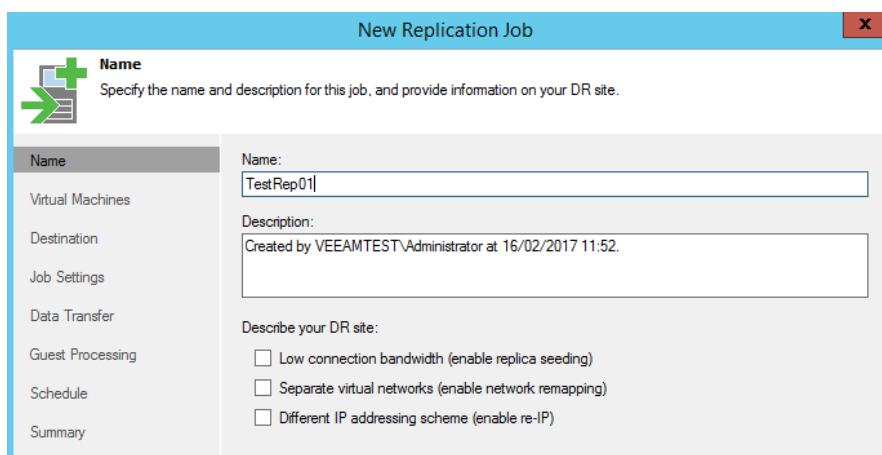 New Replication Job
x
Name
Specify the name and description for this job, and provide information on your DR site.
Name
Virtual Machines
Destination
Job Settings
Data Transfer
Guest Processing
Schedule
Summary
Name:
TestRep01
Description:
Created by VEEAMTEST\Administrator at 16/02/2017 11:52.
Describe your DR site:
Low connection bandwidth (enable replica seeding)
Separate virtual networks (enable network remapping)
Different IP addressing scheme (enable re-IP)